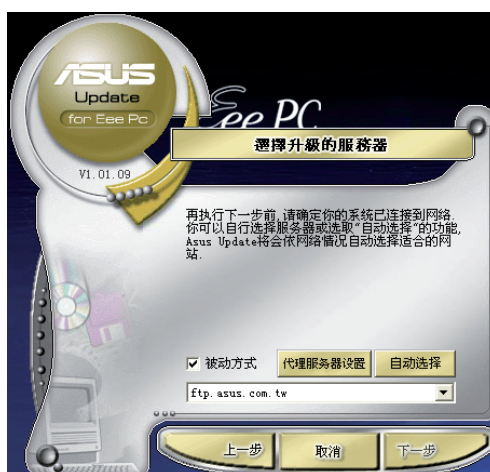 ASUS
Update
for Eee Pc
V1.01.09
Eee PC
選擇升級的服務器
再执行下一步前,请确定你的系统已连接到网络.
你可以自行选择服务器或选取"自动选择"的功能,
Asus Update将会依网络情况自动选择适合的网
站.
被动方式
代理服务器设置
自动选择
ftp.asus.com.tw
上一步
取消
下一步